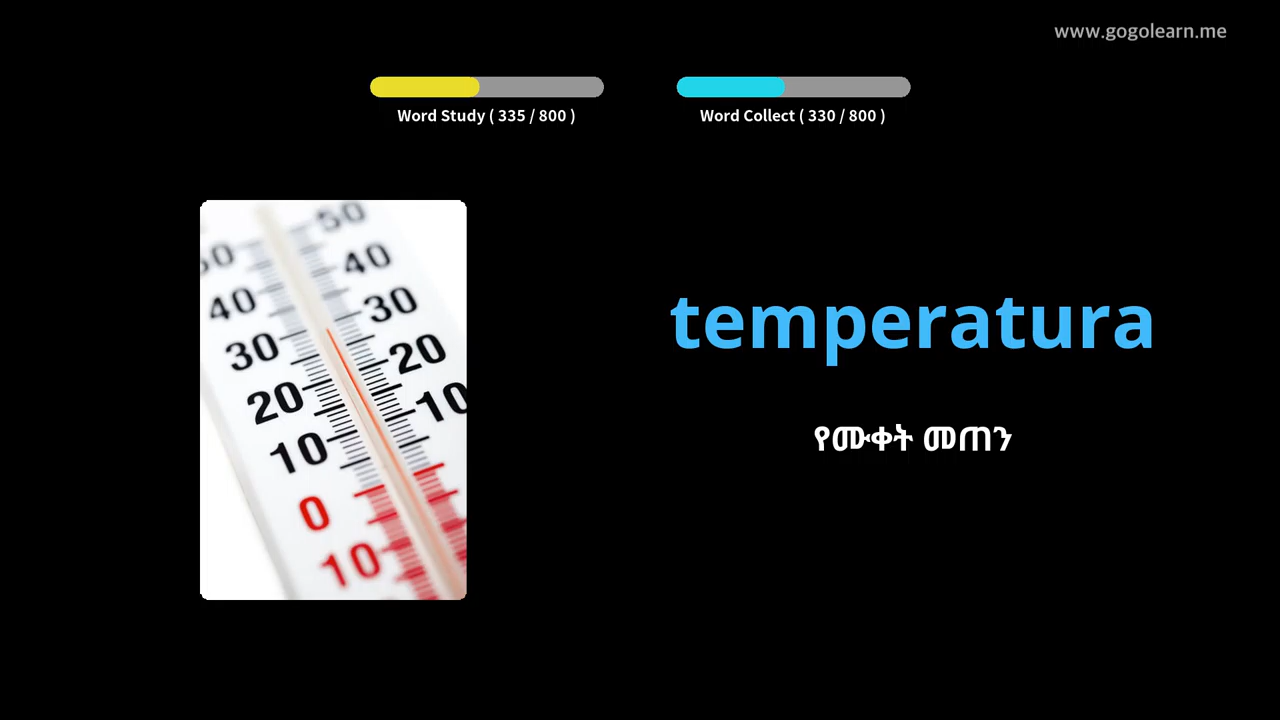 www.gogolearn.me
Word Study ( 335 / 800 )
Word Collect ( 330 / 800 )
50
40 40
30 30
20 20
10 10
0
10
temperatura
የሙቀት መጠን